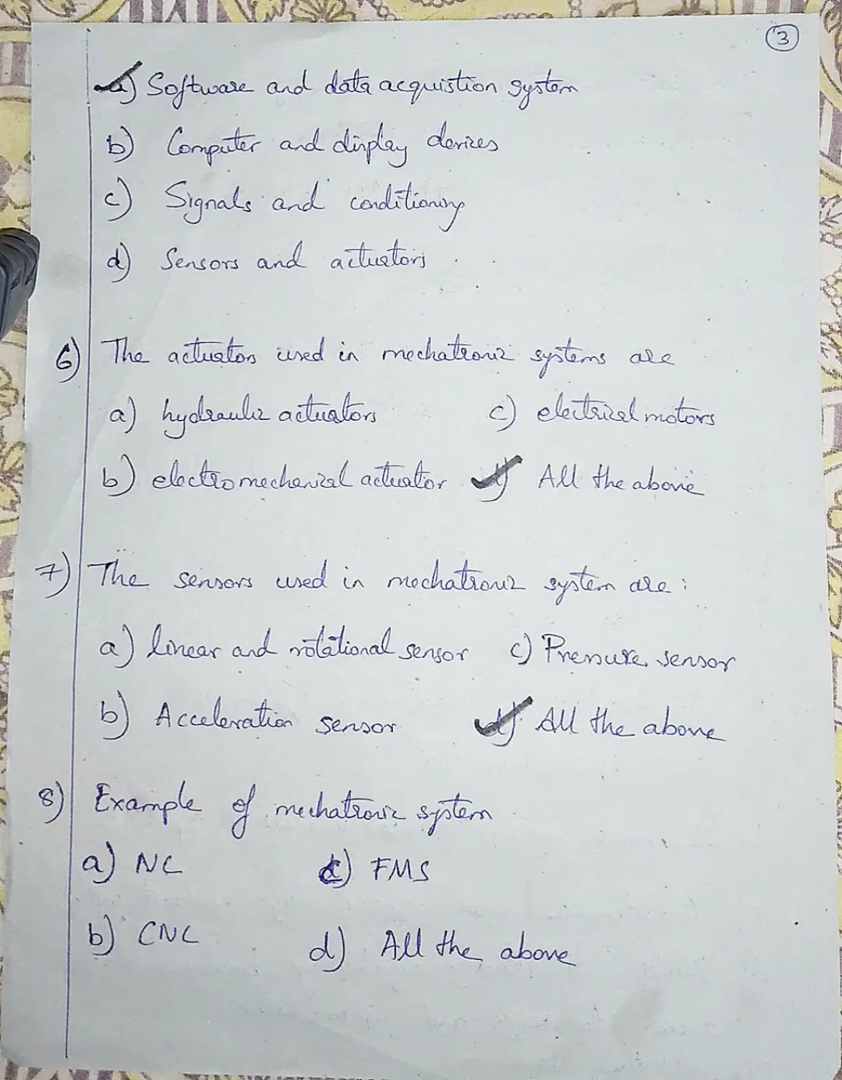 3
a) Software and data acquistion system
b) Computer and display devices
c) Signals and conditioning
d) Sensors and actuators.
6) The actuators used in mechatronic systems are
a) hydraulic actuators c) electrical motors
b) electromechanical actuator d) All the above
7) The sensors used in mechatronic system are:
a) linear and rotational sensor c) Pressure sensor
b) Acceleration sensor d) All the above
8) Example of mechatronic system
a) NC c) FMS
b) CNC d) All the above